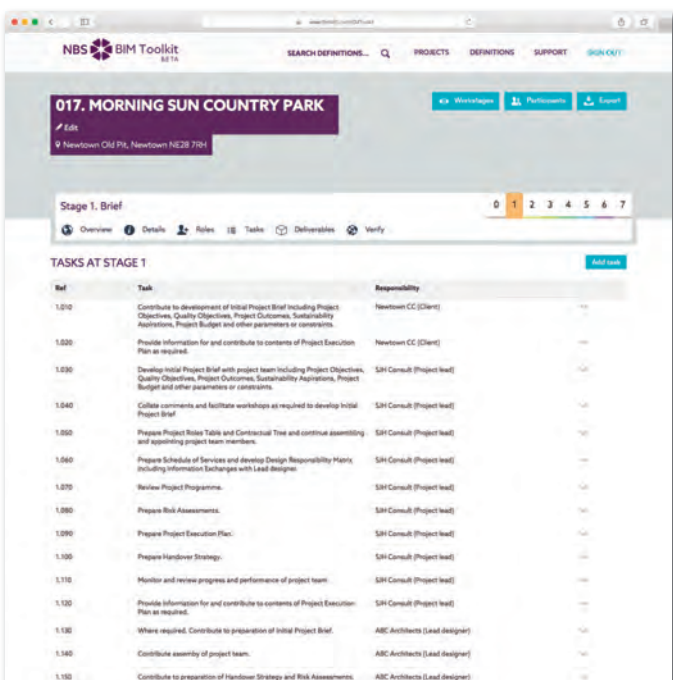 NBS BIM Toolkit
BETA
SEARCH DEFINITIONS... PROJECTS DEFINITIONS SUPPORT SIGN OUT
017. MORNING SUN COUNTRY PARK
Workstages Participants Export
Edit
Newtown Old Pit, Newtown NE28 7RH
Stage 1. Brief 0 1 2 3 4 5 6 7
Overview Details Roles Tasks Deliverables Verify
TASKS AT STAGE 1 Add task
Ref Task Responsibility
1.010 Contribute to development of Initial Project Brief including Project Newtown CC (Client)
Objectives, Quality Objectives, Project Outcomes, Sustainability
Aspirations, Project Budget and other parameters or constraints.
1.020 Provide information for and contribute to contents of Project Execution Newtown CC (Client)
Plan as required.
1.030 Develop Initial Project Brief with project team including Project Objectives, SJH Consult (Project lead)
Quality Objectives, Project Outcomes, Sustainability Aspirations, Project
Budget and other parameters or constraints.
1.040 Collate comments and facilitate workshops as required to develop Initial SJH Consult (Project lead)
Project Brief
1.050 Prepare Project Roles Table and Contractual Tree and continue assembling SJH Consult (Project lead)
and appointing project team members.
1.060 Prepare Schedule of Services and develop Design Responsibility Matrix SJH Consult (Project lead)
including Information Exchanges with Lead designer.
1.070 Review Project Programme. SJH Consult (Project lead)
1.080 Prepare Risk Assessments. SJH Consult (Project lead)
1.090 Prepare Project Execution Plan. SJH Consult (Project lead)
1.100 Prepare Handover Strategy. SJH Consult (Project lead)
1.110 Monitor and review progress and performance of project team. SJH Consult (Project lead)
1.120 Provide information for and contribute to contents of Project Execution SJH Consult (Project lead)
Plan as required.
1.130 Where required. Contribute to preparation of Initial Project Brief. ABC Architects (Lead designer)
1.140 Contribute assemby of project team. ABC Architects (Lead designer)
1.150 Contribute to preparation of Handover Strategy and Risk Assessments. ABC Architects (Lead designer)